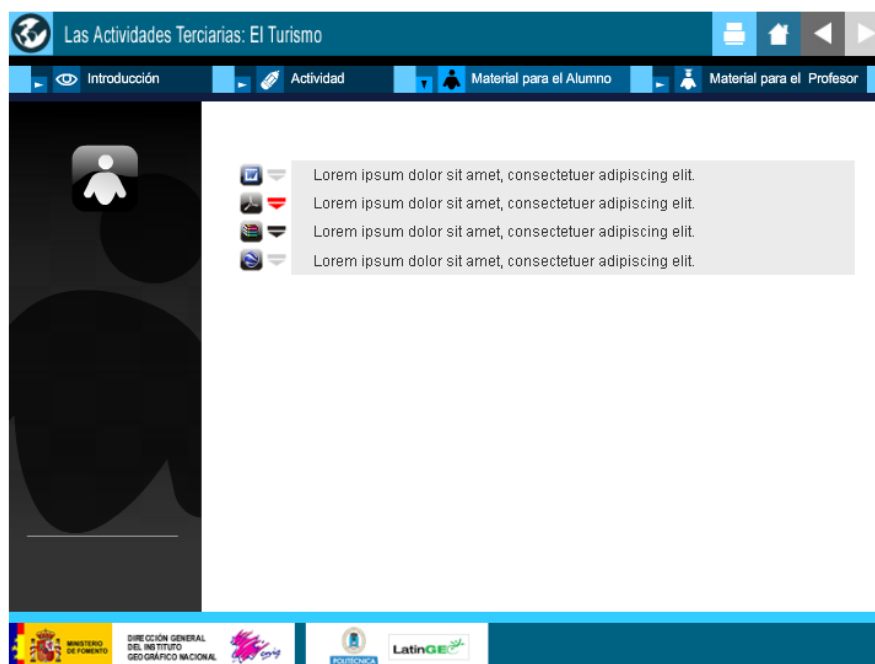 Las Actividades Terciarias: El Turismo
Introducción
Actividad
Material para el Alumno
Material para el Profesor
Lorem ipsum dolor sit amet, consectetuer adipiscing elit.
Lorem ipsum dolor sit amet, consectetuer adipiscing elit.
Lorem ipsum dolor sit amet, consectetuer adipiscing elit.
Lorem ipsum dolor sit amet, consectetuer adipiscing elit.
MINISTERIO
DE FOMENTO
DIRECCIÓN GENERAL
DEL INSTITUTO
GEOGRÁFICO NACIONAL
cnig
POLITÉCNICA
LatinGEO